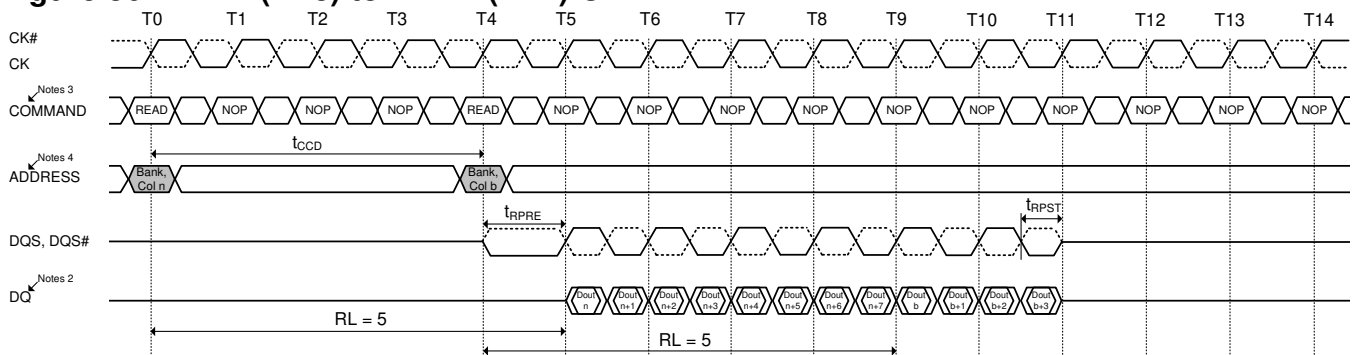 T0 T1 T2 T3 T4 T5 T6 T7 T8 T9 T10 T11 T12 T13 T14
CK#
CK
Notes 3
COMMAND READ NOP NOP NOP READ NOP NOP NOP NOP NOP NOP NOP NOP NOP NOP
tCCD
Notes 4
ADDRESS Bank, Col n Bank, Col b
tRPRE tRPST
DQS, DQS#
Notes 2
DQ Dout n Dout n+1 Dout n+2 Dout n+3 Dout n+4 Dout n+5 Dout n+6 Dout n+7 Dout b Dout b+1 Dout b+2 Dout b+3
RL = 5
RL = 5